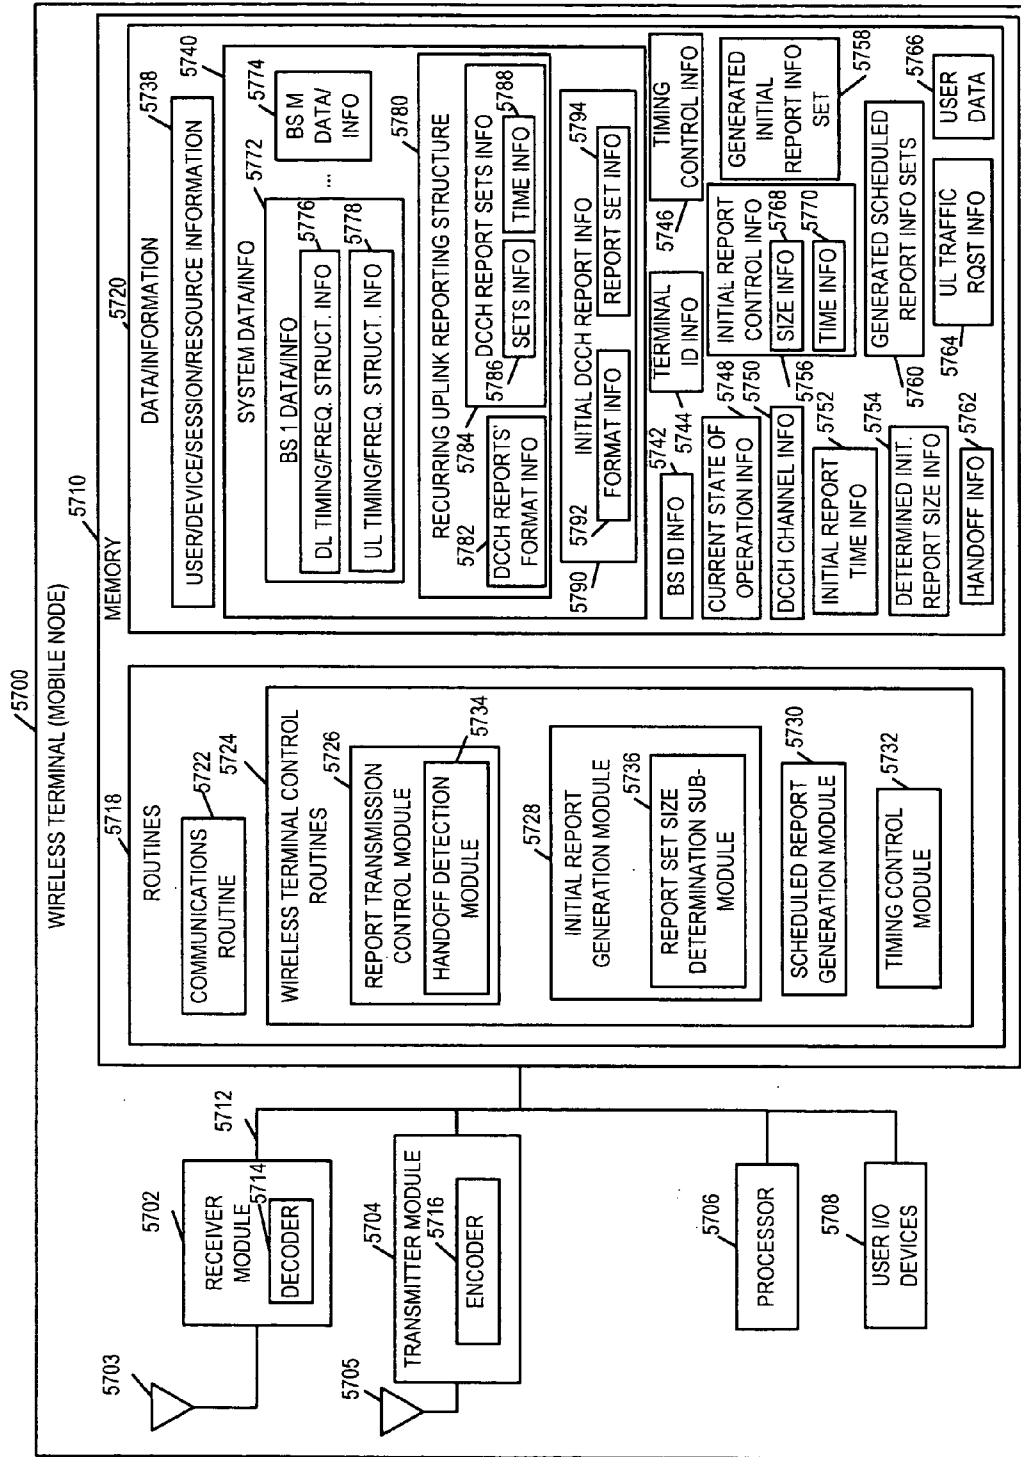 5700
WIRELESS TERMINAL (MOBILE NODE)
5703
5702
RECEIVER
MODULE
5714
DECODER
5712
5705
5704
TRANSMITTER MODULE
5716
ENCODER
5706
PROCESSOR
5708
USER I/O
DEVICES
5710
MEMORY
5718
ROUTINES
5722
COMMUNICATIONS
ROUTINE
5724
WIRELESS TERMINAL CONTROL
ROUTINES
5726
REPORT TRANSMISSION
CONTROL MODULE
5734
HANDOFF DETECTION
MODULE
5728
INITIAL REPORT
GENERATION MODULE
5736
REPORT SET SIZE
DETERMINATION SUB-
MODULE
5730
SCHEDULED REPORT
GENERATION MODULE
5732
TIMING CONTROL
MODULE
5720
DATA/INFORMATION
5738
USER/DEVICE/SESSION/RESOURCE INFORMATION
5740
SYSTEM DATA/INFO
5772
BS 1 DATA/INFO
5776
DL TIMING/FREQ. STRUCT. INFO
5778
UL TIMING/FREQ. STRUCT. INFO
...
5774
BS M
DATA/
INFO
5780
RECURRING UPLINK REPORTING STRUCTURE
5782
DCCH REPORTS'
FORMAT INFO
5784
DCCH REPORT SETS INFO
5786
SETS INFO
5788
TIME INFO
5790
INITIAL DCCH REPORT INFO
5792
FORMAT INFO
5794
REPORT SET INFO
5742
BS ID INFO
5744
TERMINAL
ID INFO
5746
TIMING
CONTROL INFO
5748
CURRENT STATE OF
OPERATION INFO
5750
DCCH CHANNEL INFO
5752
INITIAL REPORT
TIME INFO
5754
DETERMINED INIT.
REPORT SIZE INFO
5756
INITIAL REPORT
CONTROL INFO
5768
SIZE INFO
5770
TIME INFO
5758
GENERATED
INITIAL
REPORT INFO
SET
5760
GENERATED SCHEDULED
REPORT INFO SETS
5762
HANDOFF INFO
5764
UL TRAFFIC
RQST INFO
5766
USER
DATA